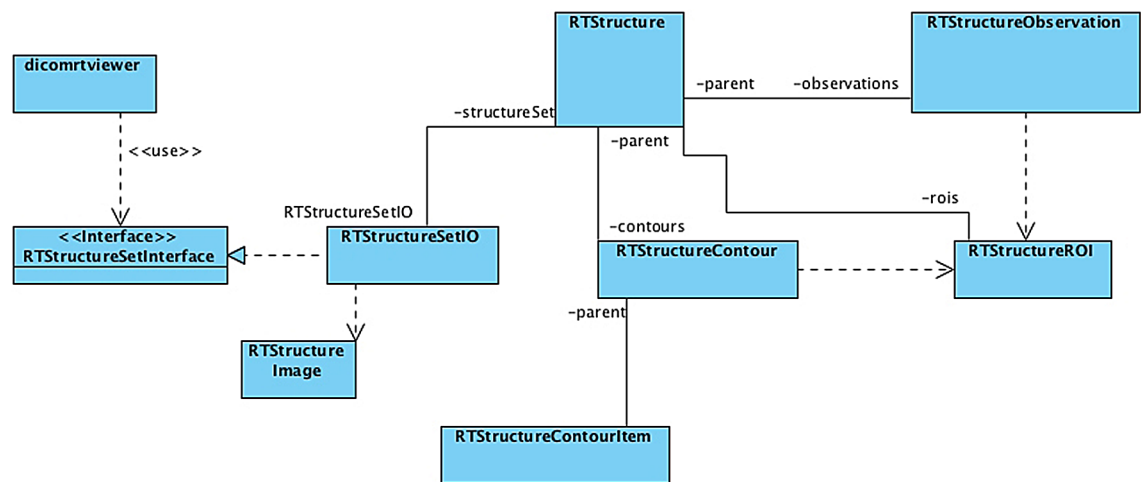 RTStructure
RTStructureObservation
dicomrtviewer
-parent
-observations
-structureSet
<<use>>
-parent
-rois
RTStructureSetIO
-contours
<<Interface>>
RTStructureSetInterface
RTStructureSetIO
RTStructureContour
RTStructureROI
-parent
RTStructure
Image
RTStructureContourItem